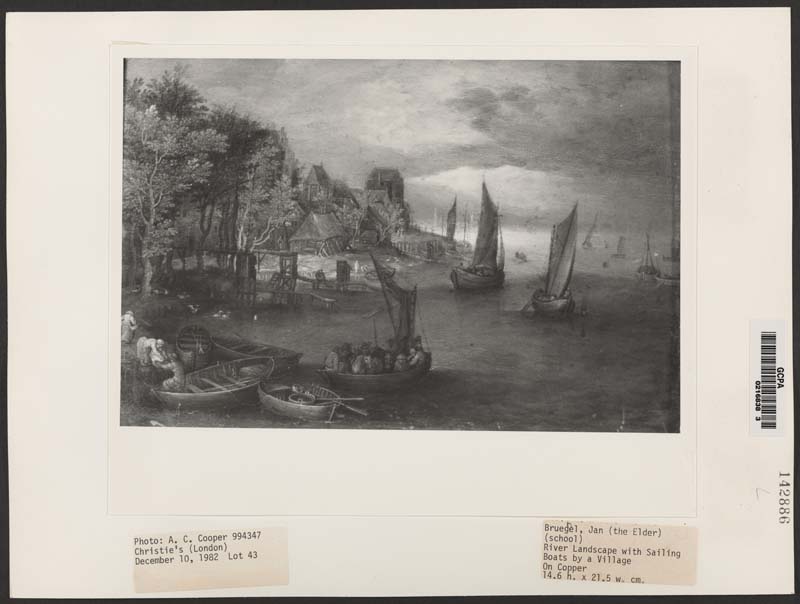 GCPA
0216638 3
142886
Photo: A. C. Cooper 994347
Christie's (London)
December 10, 1982 Lot 43
Bruegel, Jan (the Elder)
(school)
River Landscape with Sailing
Boats by a Village
On Copper
14.6 h. x 21.5 w. cm.